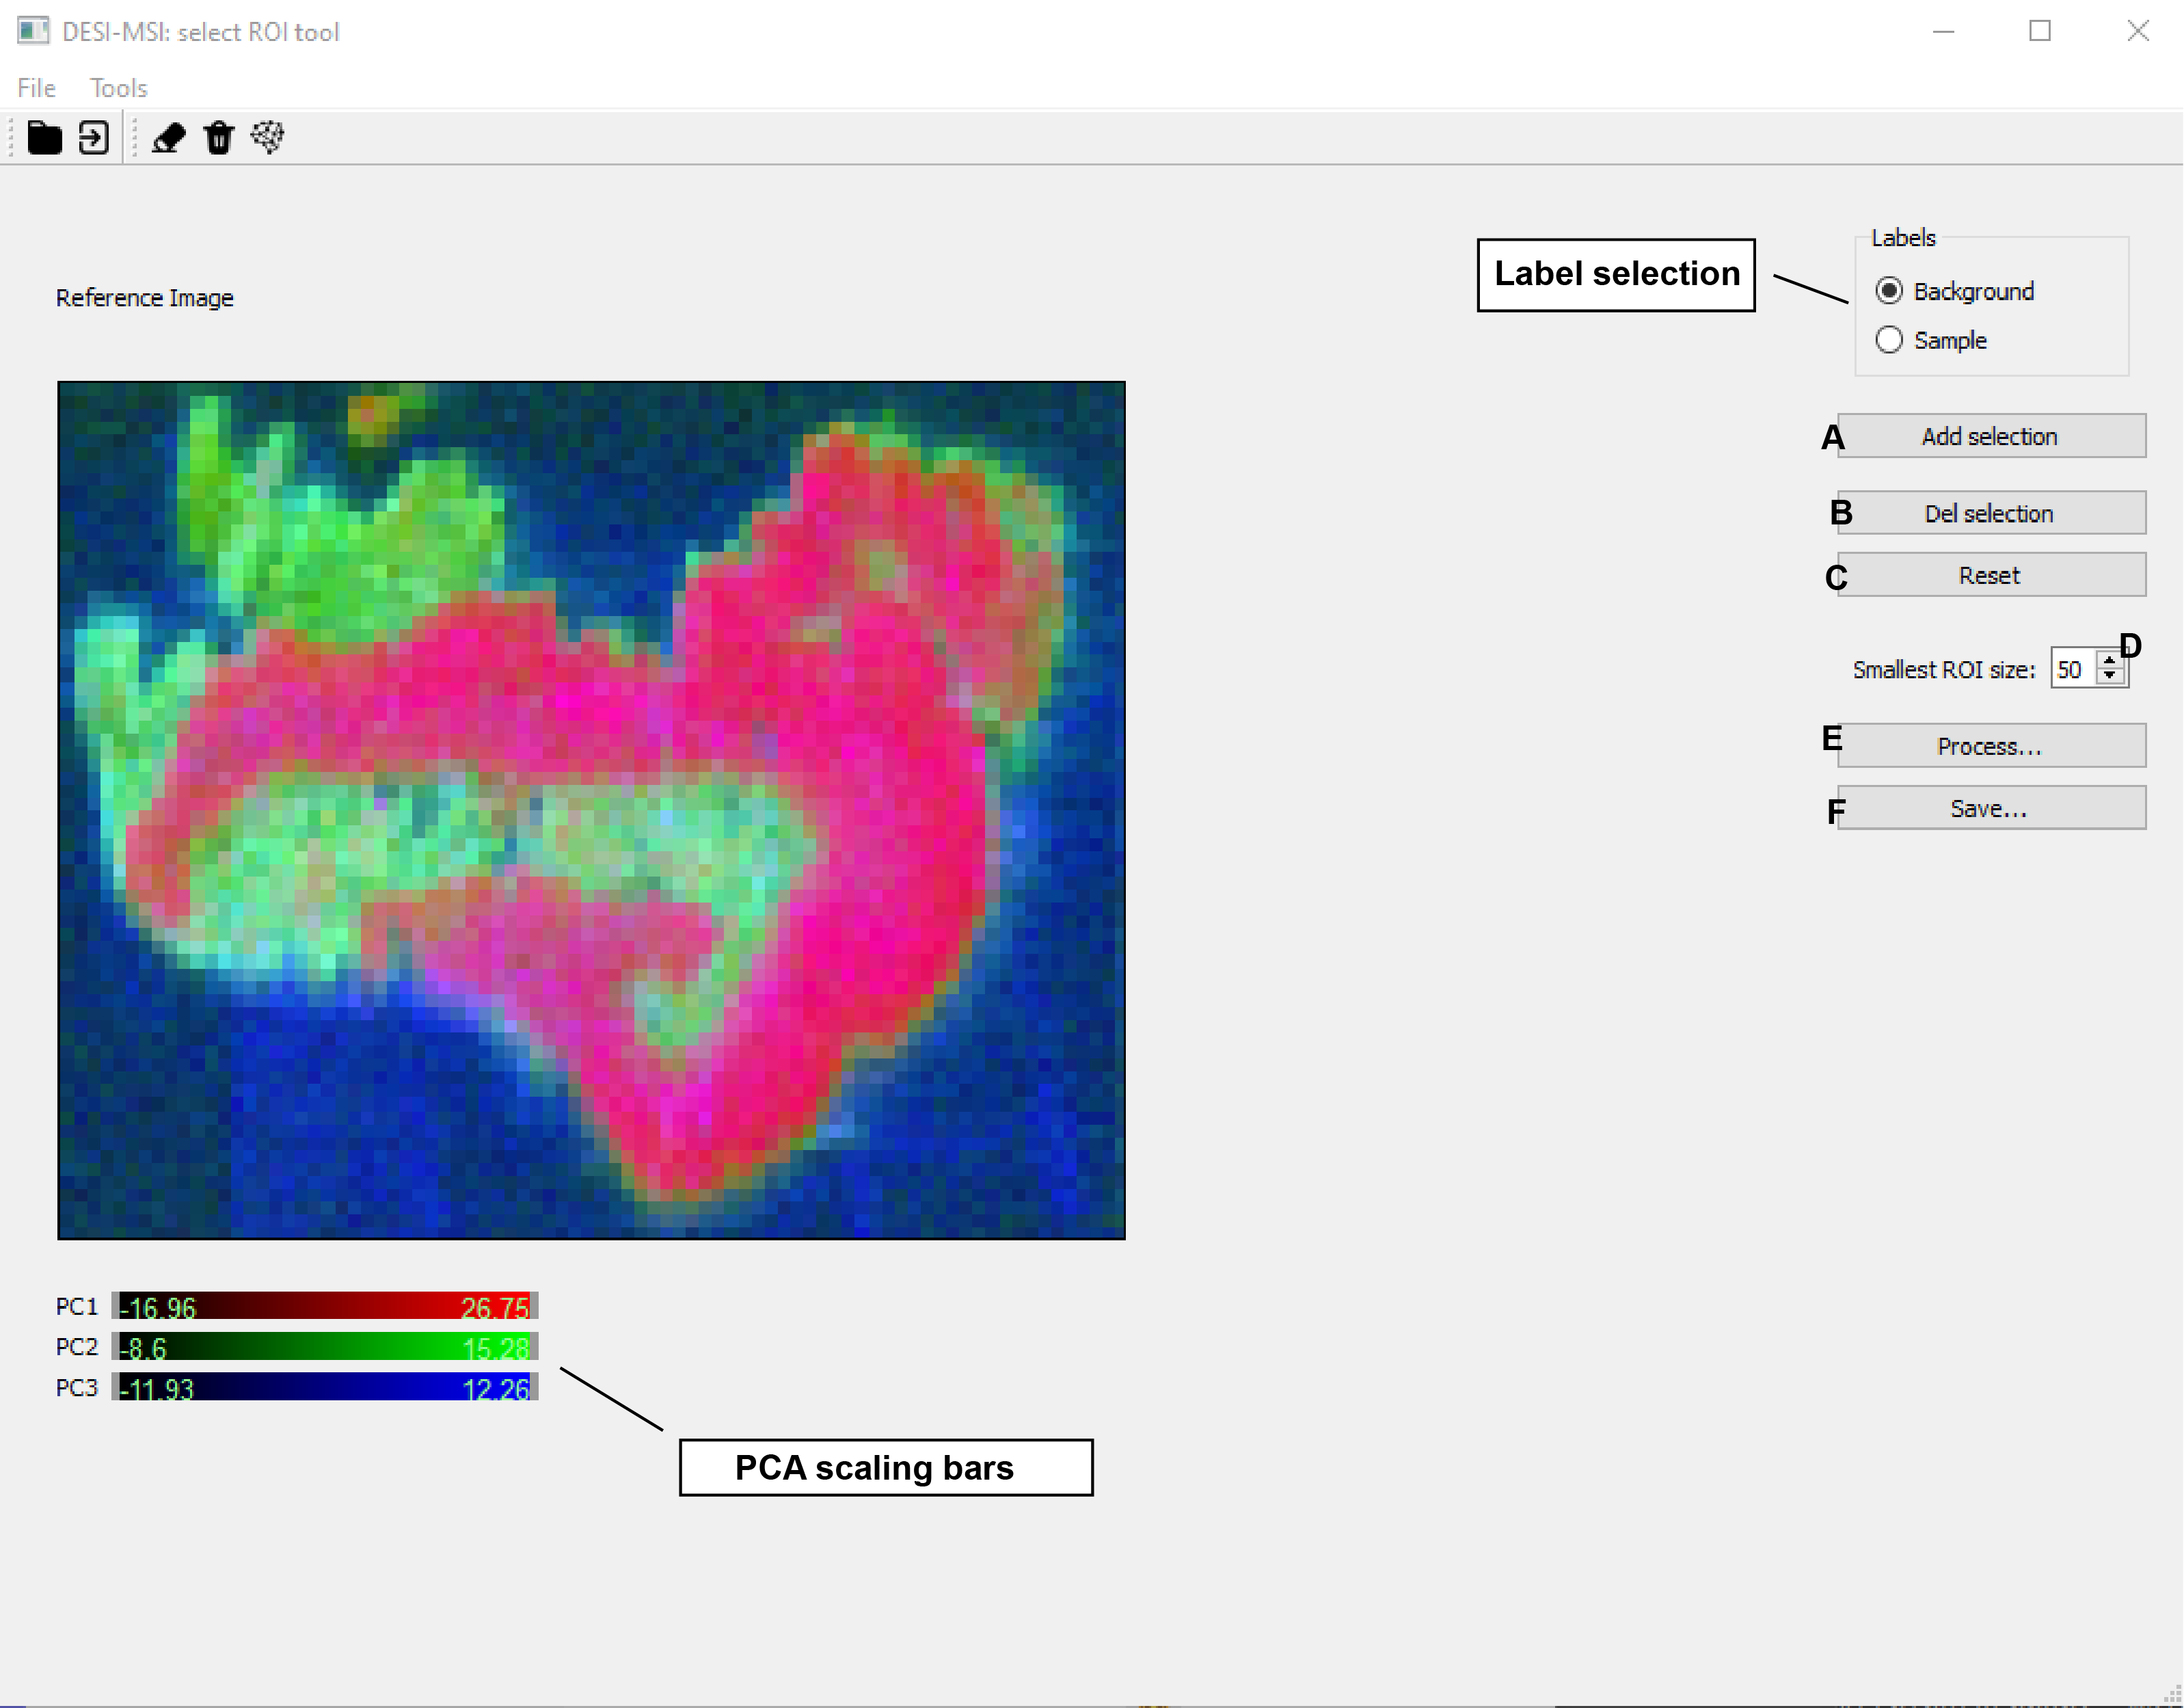 DESI-MSI: select ROI tool
File Tools
Labels
Label selection
Background
Reference Image
Sample
A Add selection
B Del selection
C Reset
D
Smallest ROI size: 50
E Process...
F Save...
PC1 -16.96 26.75
PC2 -8.6 15.28
PC3 -11.93 12.26
PCA scaling bars